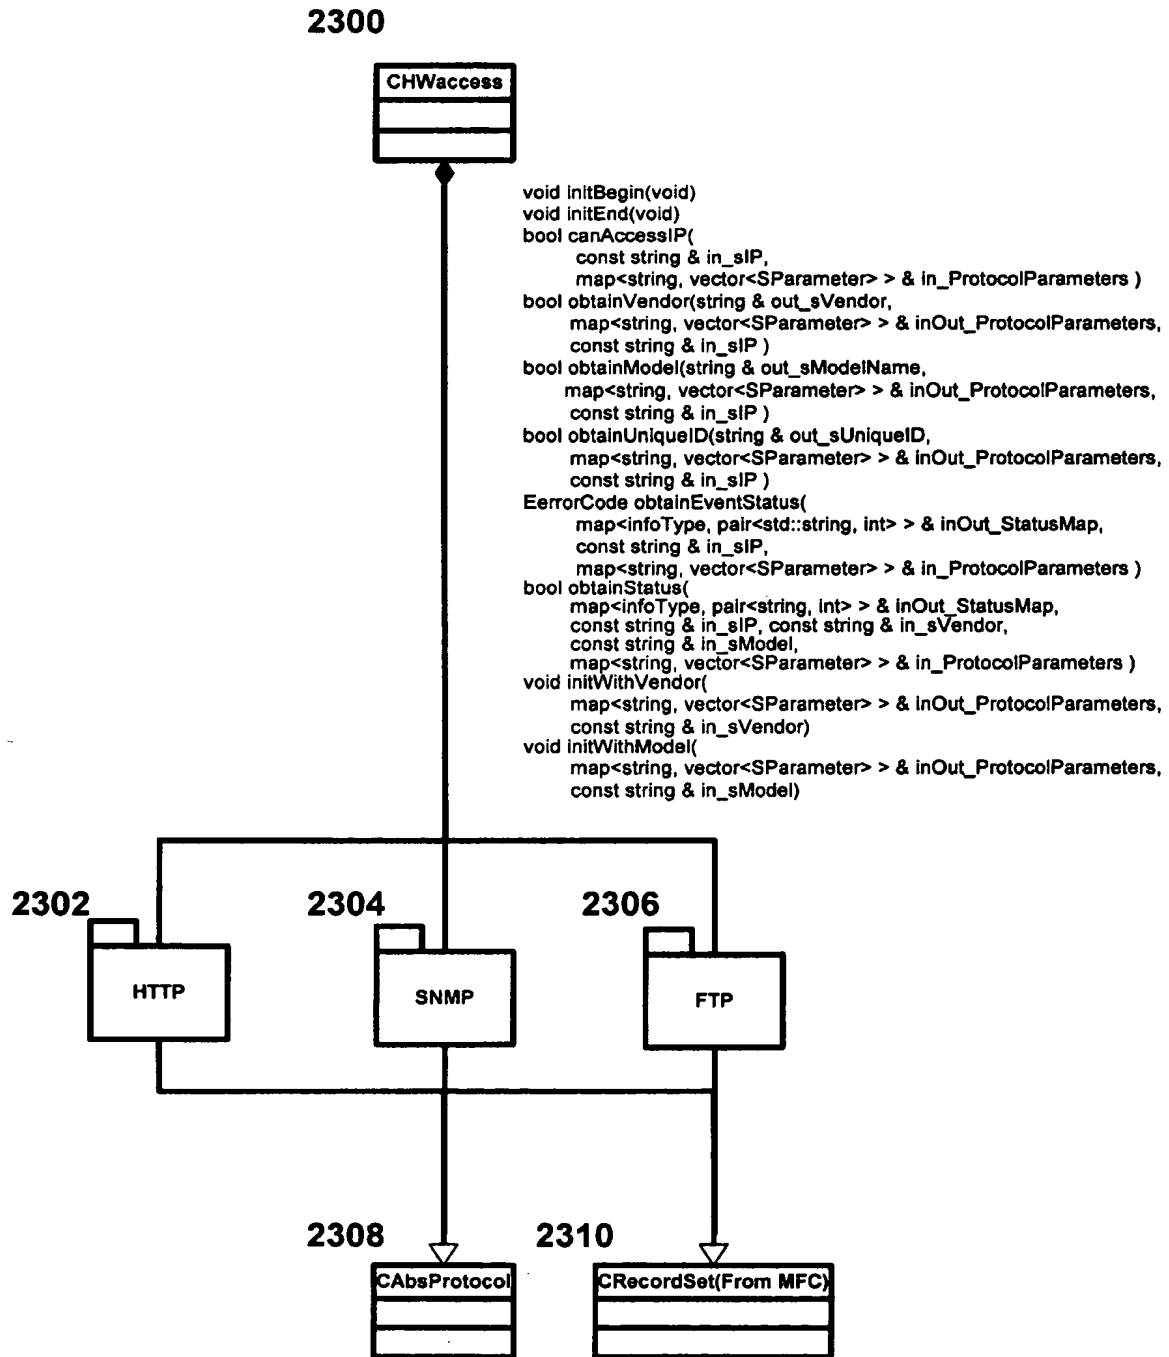 2300
CHWaccess
void initBegin(void)
void initEnd(void)
bool canAccessIP(
const string & in_sIP,
map<string, vector<SParameter> > & in_ProtocolParameters )
bool obtainVendor(string & out_sVendor,
map<string, vector<SParameter> > & inOut_ProtocolParameters,
const string & in_sIP )
bool obtainModel(string & out_sModelName,
map<string, vector<SParameter> > & inOut_ProtocolParameters,
const string & in_sIP )
bool obtainUniqueID(string & out_sUniqueID,
map<string, vector<SParameter> > & inOut_ProtocolParameters,
const string & in_sIP )
EerrorCode obtainEventStatus(
map<infoType, pair<std::string, int> > & inOut_StatusMap,
const string & in_sIP,
map<string, vector<SParameter> > & in_ProtocolParameters )
bool obtainStatus(
map<infoType, pair<string, int> > & inOut_StatusMap,
const string & in_sIP, const string & in_sVendor,
const string & in_sModel,
map<string, vector<SParameter> > & in_ProtocolParameters )
void initWithVendor(
map<string, vector<SParameter> > & inOut_ProtocolParameters,
const string & in_sVendor)
void initWithModel(
map<string, vector<SParameter> > & inOut_ProtocolParameters,
const string & in_sModel)
2302
2304
2306
HTTP
SNMP
FTP
2308
2310
CAbsProtocol
CRecordSet(From MFC)